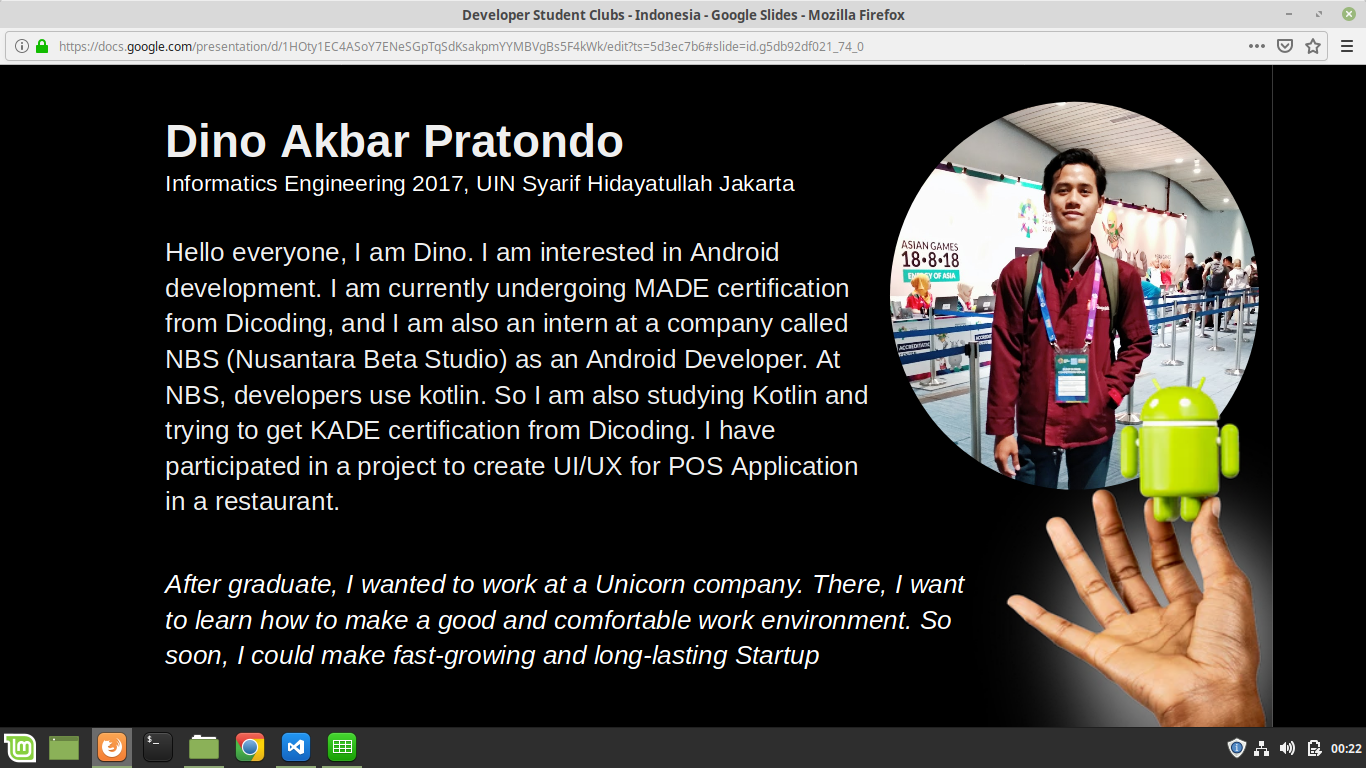 Developer Student Clubs - Indonesia - Google Slides - Mozilla Firefox
https://docs.google.com/presentation/d/1HOty1EC4ASoY7ENeSGpTqSdKsakpmYYMBVgBs5F4kWk/edit?ts=5d3ec7b6#slide=id.g5db92df021_74_0
Dino Akbar Pratondo
Informatics Engineering 2017, UIN Syarif Hidayatullah Jakarta
Hello everyone, I am Dino. I am interested in Android
development. I am currently undergoing MADE certification
from Dicoding, and I am also an intern at a company called
NBS (Nusantara Beta Studio) as an Android Developer. At
NBS, developers use kotlin. So I am also studying Kotlin and
trying to get KADE certification from Dicoding. I have
participated in a project to create UI/UX for POS Application
in a restaurant.
After graduate, I wanted to work at a Unicorn company. There, I want
to learn how to make a good and comfortable work environment. So
soon, I could make fast-growing and long-lasting Startup
ASIAN GAMES
18•8•18
ENERGY OF ASIA
ACCREDITATION
00:22